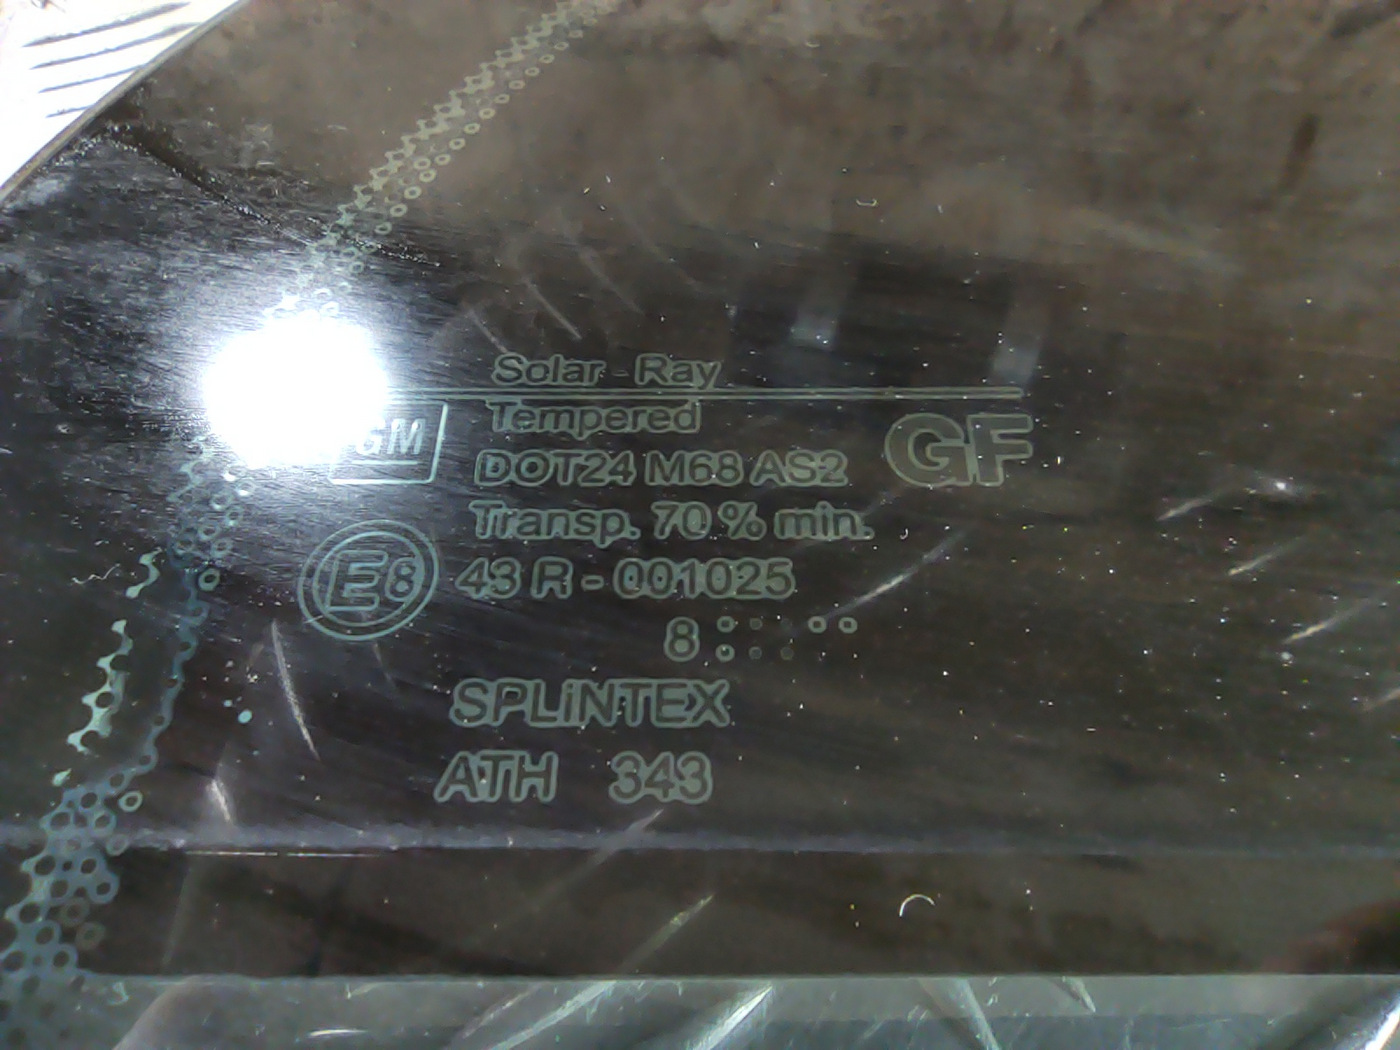 Solar - Ray
Tempered
GM
GF
DOT24 M68 AS2
Transp. 70 % min.
E8 43 R - 001025
8
SPLiNTEX
ATH 343